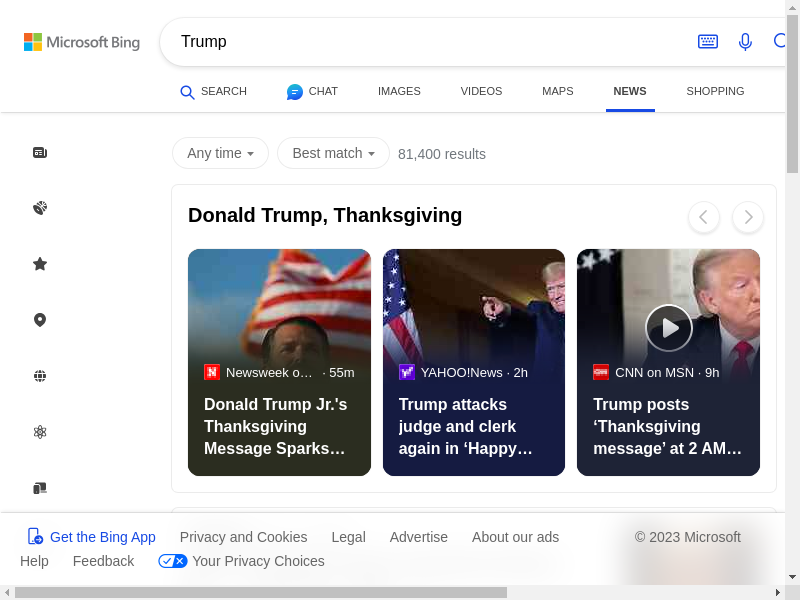 Microsoft Bing
Trump
SEARCH
CHAT
IMAGES
VIDEOS
MAPS
NEWS
SHOPPING
Any time
Best match
81,400 results
Donald Trump, Thanksgiving
Newsweek o… · 55m
Donald Trump Jr.'s
Thanksgiving
Message Sparks…
YAHOO!News · 2h
Trump attacks
judge and clerk
again in ‘Happy…
CNN on MSN · 9h
Trump posts
‘Thanksgiving
message’ at 2 AM…
Get the Bing App
Privacy and Cookies
Legal
Advertise
About our ads
© 2023 Microsoft
Help
Feedback
Your Privacy Choices